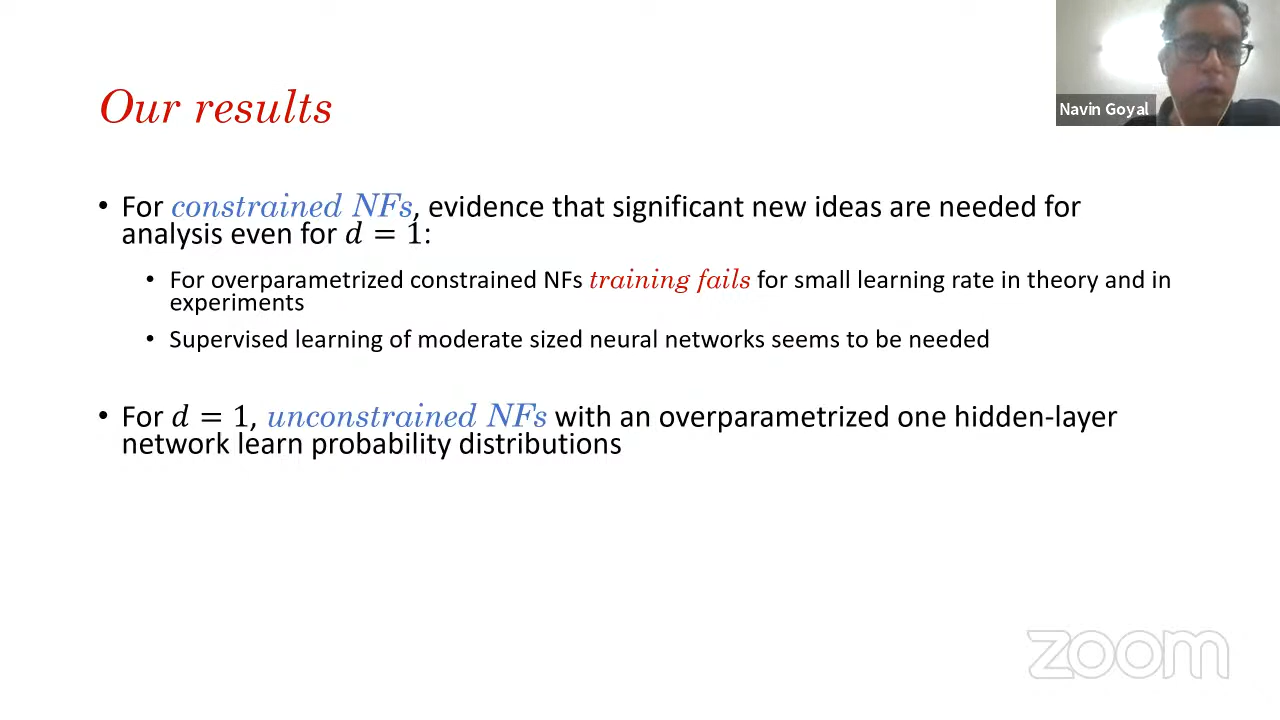 Navin Goyal
Our results
• For constrained NFs, evidence that significant new ideas are needed for
analysis even for d = 1:
• For overparametrized constrained NFs training fails for small learning rate in theory and in
experiments
• Supervised learning of moderate sized neural networks seems to be needed
• For d = 1, unconstrained NFs with an overparametrized one hidden-layer
network learn probability distributions
zoom